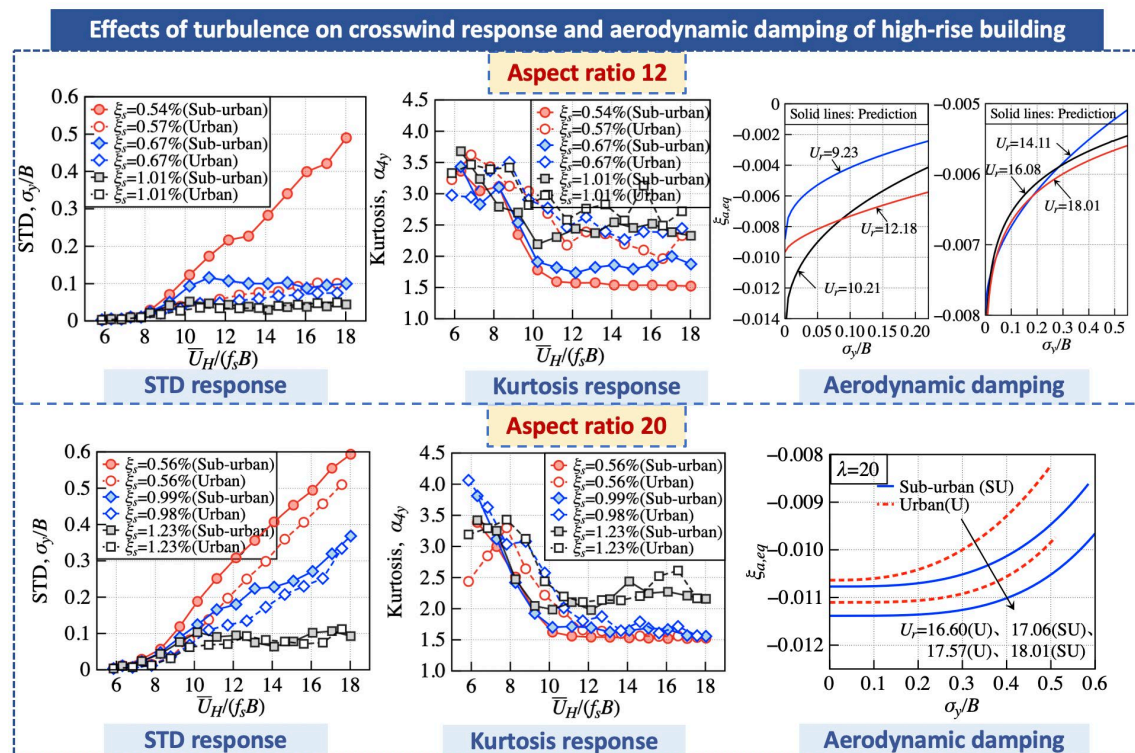 Effects of turbulence on crosswind response and aerodynamic damping of high-rise building
Aspect ratio 12
STD, σy/B
0.6
0.5
0.4
0.3
0.2
0.1
0
ξs=0.54%(Sub-urban)
ξs=0.57%(Urban)
ξs=0.67%(Sub-urban)
ξs=0.67%(Urban)
ξs=1.01%(Sub-urban)
ξs=1.01%(Urban)
6 8 10 12 14 16 18
U̅H/(fsB)
STD response
Kurtosis, α4y
4.5
4.0
3.5
3.0
2.5
2.0
1.5
1.0
ξs=0.54%(Sub-urban)
ξs=0.57%(Urban)
ξs=0.67%(Sub-urban)
ξs=0.67%(Urban)
ξs=1.01%(Sub-urban)
ξs=1.01%(Urban)
6 8 10 12 14 16 18
U̅H/(fsB)
Kurtosis response
ξa,eq
0
−0.002
−0.004
−0.006
−0.008
−0.010
−0.012
−0.014
Solid lines: Prediction
Ur=9.23
Ur=12.18
Ur=10.21
0 0.05 0.10 0.15 0.20
σy/B
−0.005
−0.006
−0.007
−0.008
Solid lines: Prediction
Ur=14.11
Ur=16.08
Ur=18.01
0 0.1 0.2 0.3 0.4 0.5
σy/B
Aerodynamic damping
Aspect ratio 20
STD, σy/B
0.6
0.5
0.4
0.3
0.2
0.1
0
ξs=0.56%(Sub-urban)
ξs=0.56%(Urban)
ξs=0.99%(Sub-urban)
ξs=0.98%(Urban)
ξs=1.23%(Sub-urban)
ξs=1.23%(Urban)
6 8 10 12 14 16 18
U̅H/(fsB)
STD response
Kurtosis, α4y
4.5
4.0
3.5
3.0
2.5
2.0
1.5
1.0
ξs=0.56%(Sub-urban)
ξs=0.56%(Urban)
ξs=0.99%(Sub-urban)
ξs=0.98%(Urban)
ξs=1.23%(Sub-urban)
ξs=1.23%(Urban)
6 8 10 12 14 16 18
U̅H/(fsB)
Kurtosis response
ξa,eq
−0.008
−0.009
−0.010
−0.011
−0.012
λ=20
Sub-urban (SU)
Urban(U)
Ur=16.60(U)、17.06(SU)、
17.57(U)、18.01(SU)
0 0.1 0.2 0.3 0.4 0.5 0.6
σy/B
Aerodynamic damping